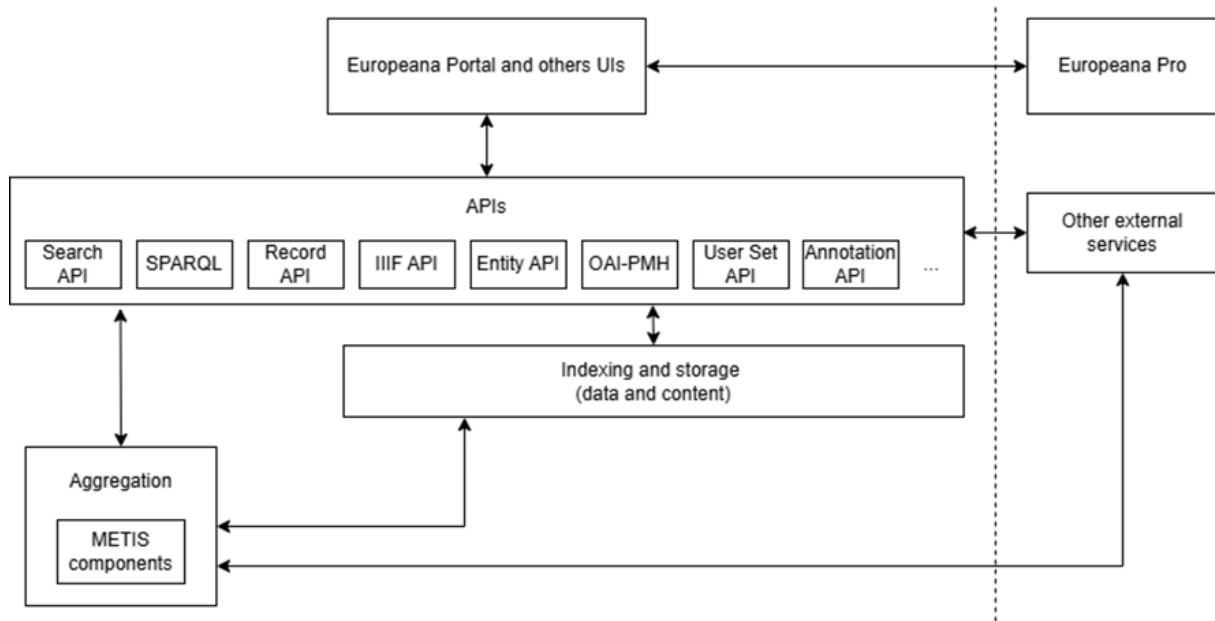 Europeana Portal and others UIs
Europeana Pro
APIs
Search
API
SPARQL
Record
API
IIIF API
Entity API
OAI-PMH
User Set
API
Annotation
API
...
Other external
services
Indexing and storage
(data and content)
Aggregation
METIS
components